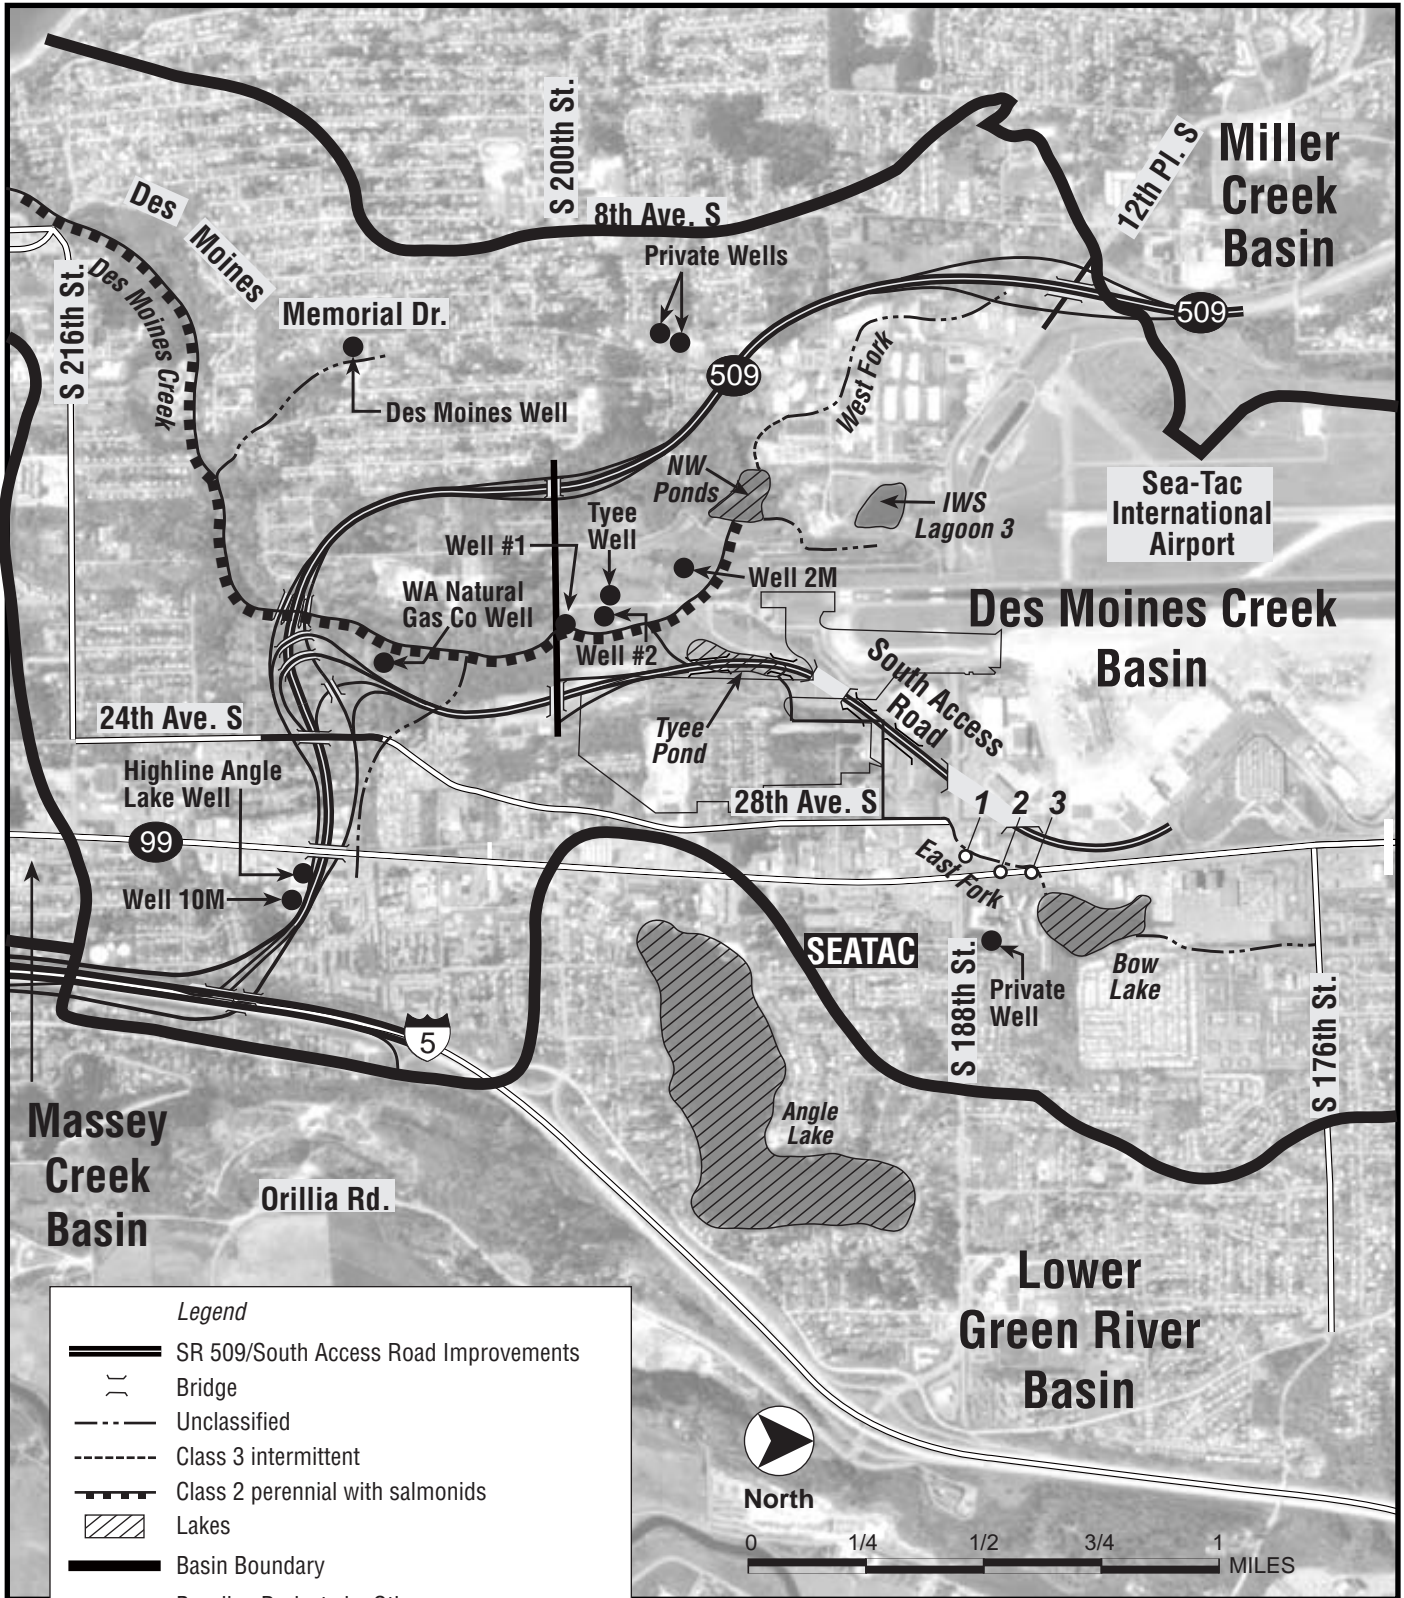 Miller
Creek
Basin
12th Pl. S
S 200th St.
8th Ave. S
Private Wells
Des Moines
Des Moines Creek
S 216th St.
Memorial Dr.
Des Moines Well
509
509
West Fork
NW
Ponds
IWS
Lagoon 3
Sea-Tac
International
Airport
Well #1
Tyee
Well
Well 2M
WA Natural
Gas Co Well
Well #2
Des Moines Creek
Basin
South Access
Road
Tyee
Pond
24th Ave. S
Highline Angle
Lake Well
28th Ave. S
1 2 3
99
East Fork
Well 10M
SEATAC
S 188th St.
Private
Well
Bow
Lake
S 176th St.
5
Massey
Creek
Basin
Angle
Lake
Orillia Rd.
Lower
Green River
Basin
Legend
SR 509/South Access Road Improvements
Bridge
Unclassified
Class 3 intermittent
Class 2 perennial with salmonids
Lakes
Basin Boundary
North
0 1/4 1/2 3/4 1
MILES